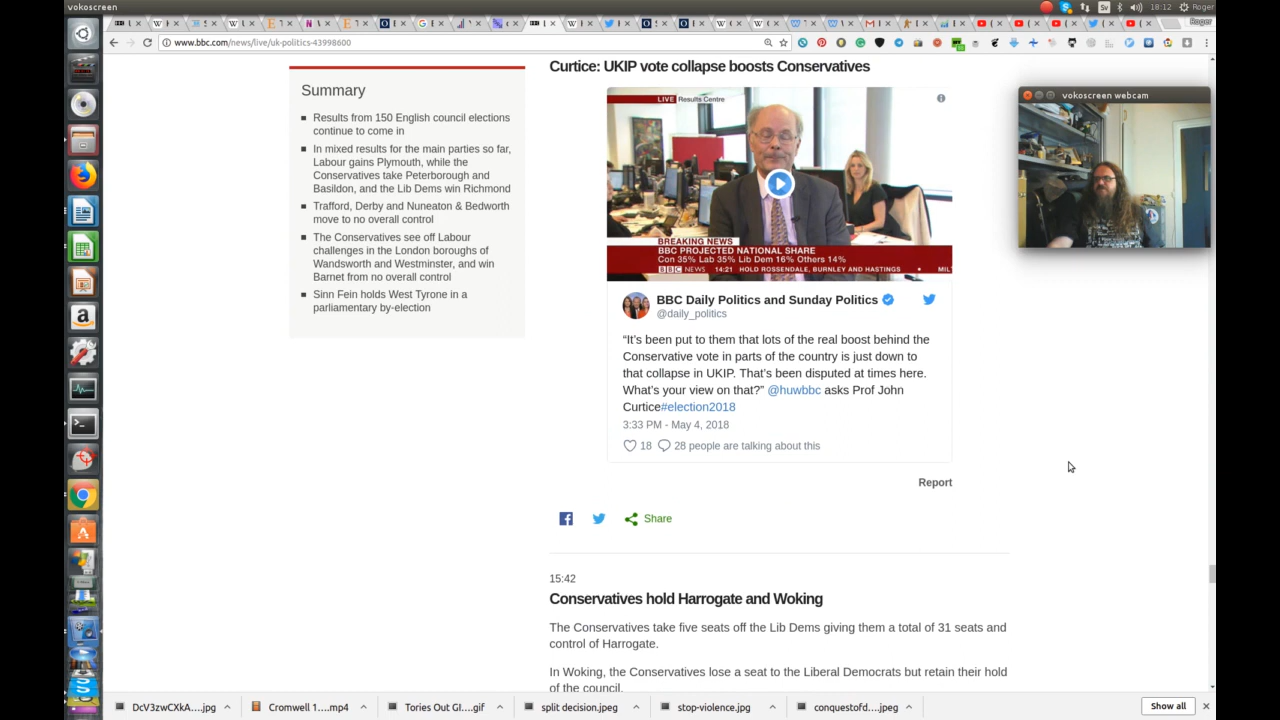 vokoscreen
Sv
18:12
Roger
Roger
www.bbc.com/news/live/uk-politics-43998600
Curtice: UKIP vote collapse boosts Conservatives
Summary
Results from 150 English council elections
continue to come in
In mixed results for the main parties so far,
Labour gains Plymouth, while the
Conservatives take Peterborough and
Basildon, and the Lib Dems win Richmond
Trafford, Derby and Nuneaton & Bedworth
move to no overall control
The Conservatives see off Labour
challenges in the London boroughs of
Wandsworth and Westminster, and win
Barnet from no overall control
Sinn Fein holds West Tyrone in a
parliamentary by-election
LIVE Results Centre
BREAKING NEWS
BBC PROJECTED NATIONAL SHARE
Con 35% Lab 35% Lib Dem 16% Others 14%
BBC NEWS 14:21 HOLD ROSSENDALE, BURNLEY AND HASTINGS • MIL
vokoscreen webcam
BBC Daily Politics and Sunday Politics
@daily_politics
“It’s been put to them that lots of the real boost behind the
Conservative vote in parts of the country is just down to
that collapse in UKIP. That’s been disputed at times here.
What’s your view on that?” @huwbbc asks Prof John
Curtice#election2018
3:33 PM - May 4, 2018
18 28 people are talking about this
Report
Share
15:42
Conservatives hold Harrogate and Woking
The Conservatives take five seats off the Lib Dems giving them a total of 31 seats and
control of Harrogate.
In Woking, the Conservatives lose a seat to the Liberal Democrats but retain their hold
of the council.
DcV3zwCXkA....jpg
Cromwell 1....mp4
Tories Out GI....gif
split decision.jpeg
stop-violence.jpg
conquestofd....jpeg
Show all